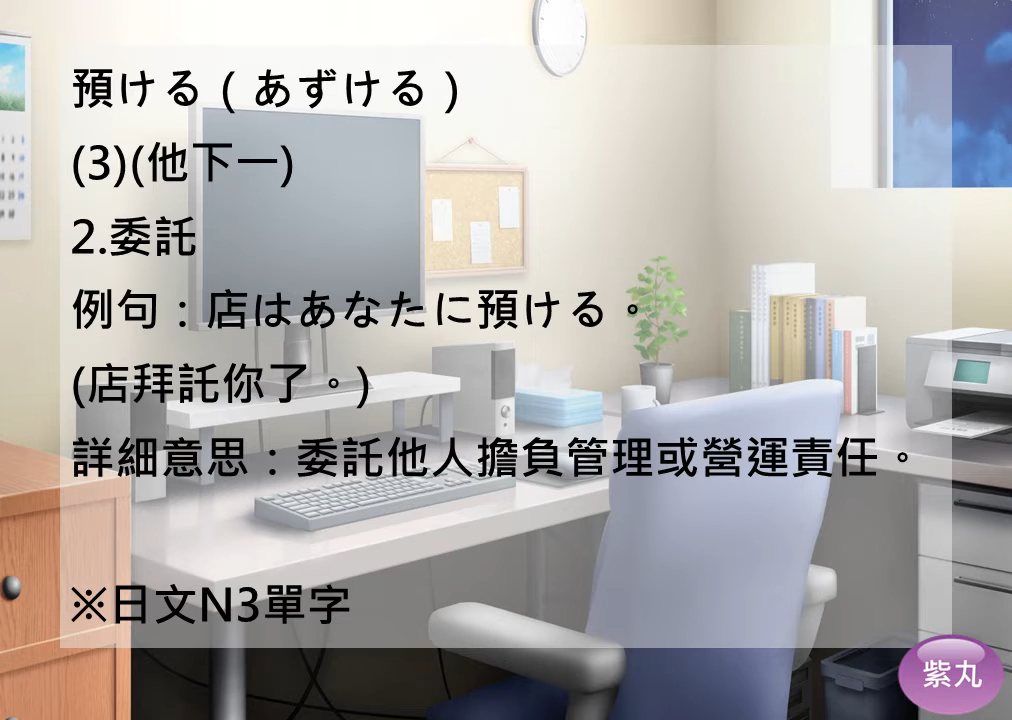 預ける（あずける）
(3)(他下一)
2.委託
例句：店はあなたに預ける。
(店拜託你了。)
詳細意思：委託他人擔負管理或營運責任。
※日文N3單字
紫丸